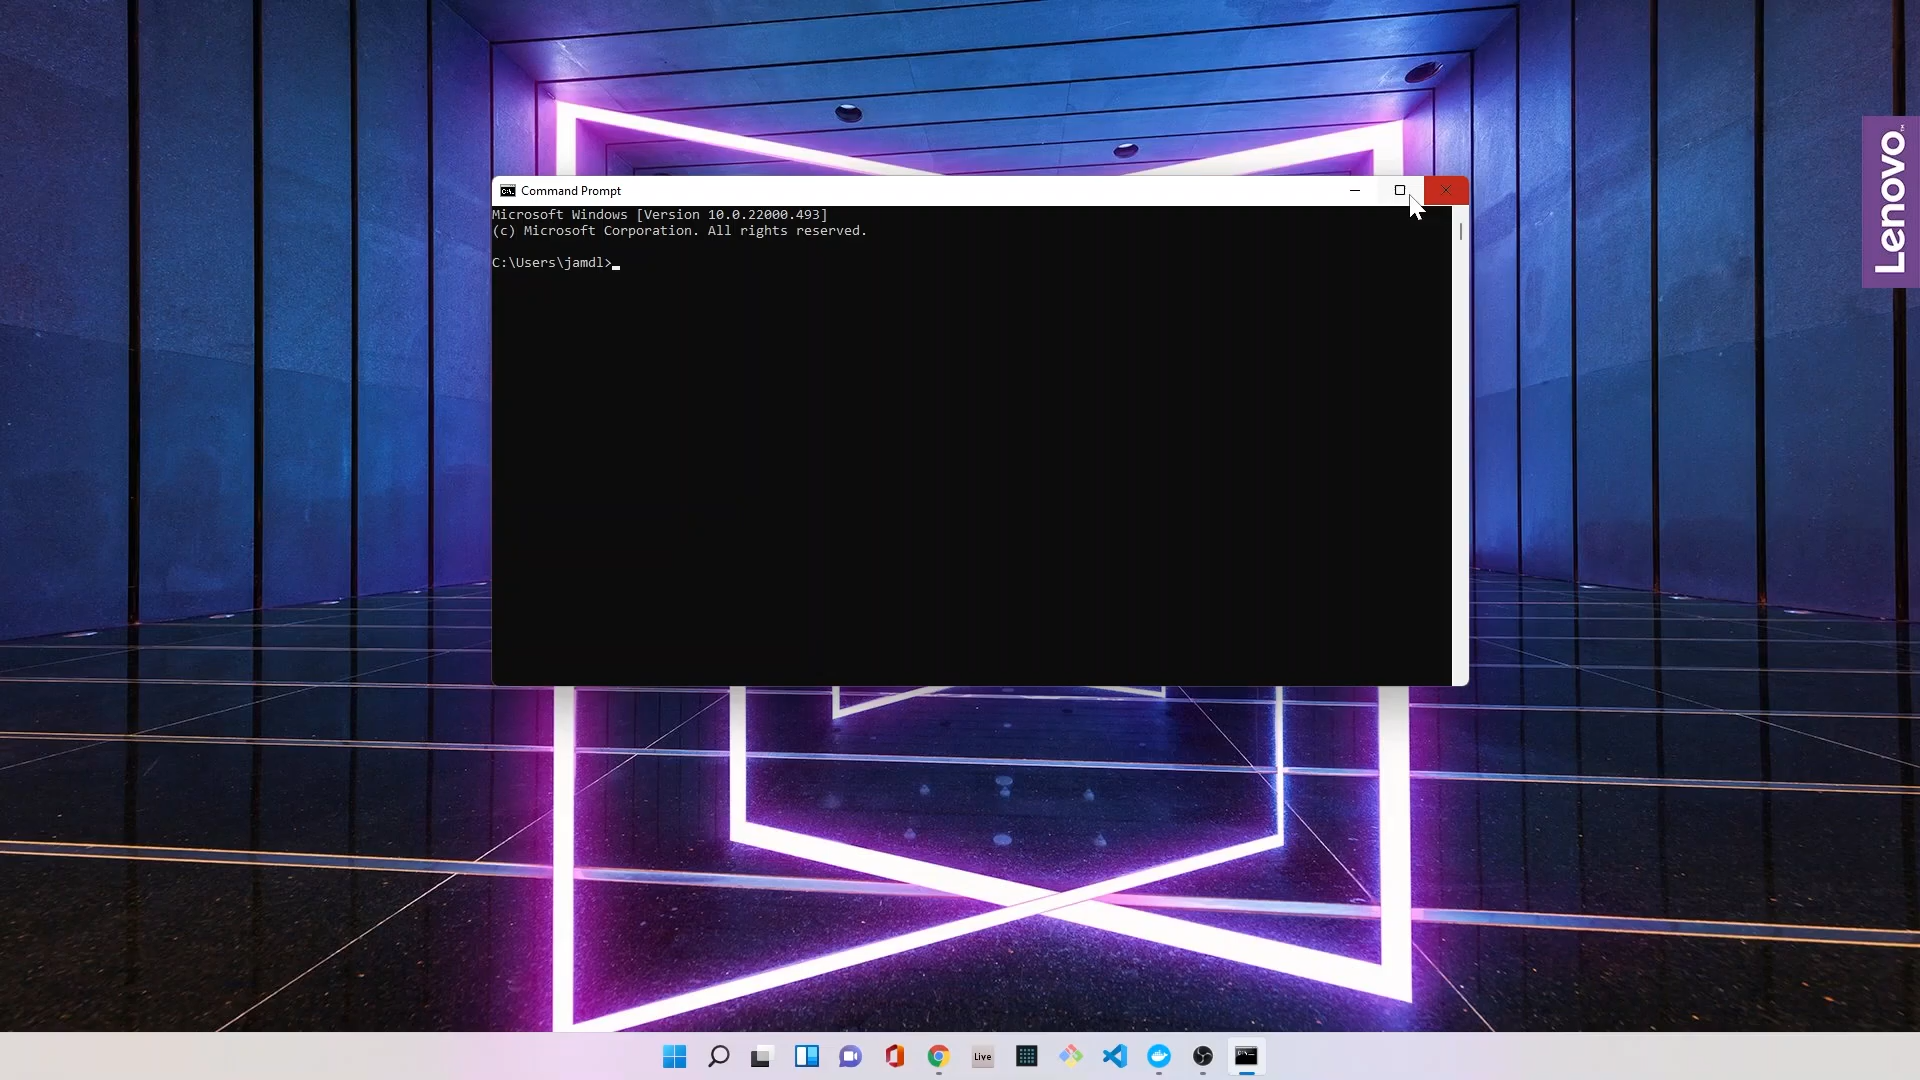 Lenovo
Command Prompt
Microsoft Windows [Version 10.0.22000.493]
(c) Microsoft Corporation. All rights reserved.
C:\Users\jamdl>
Live